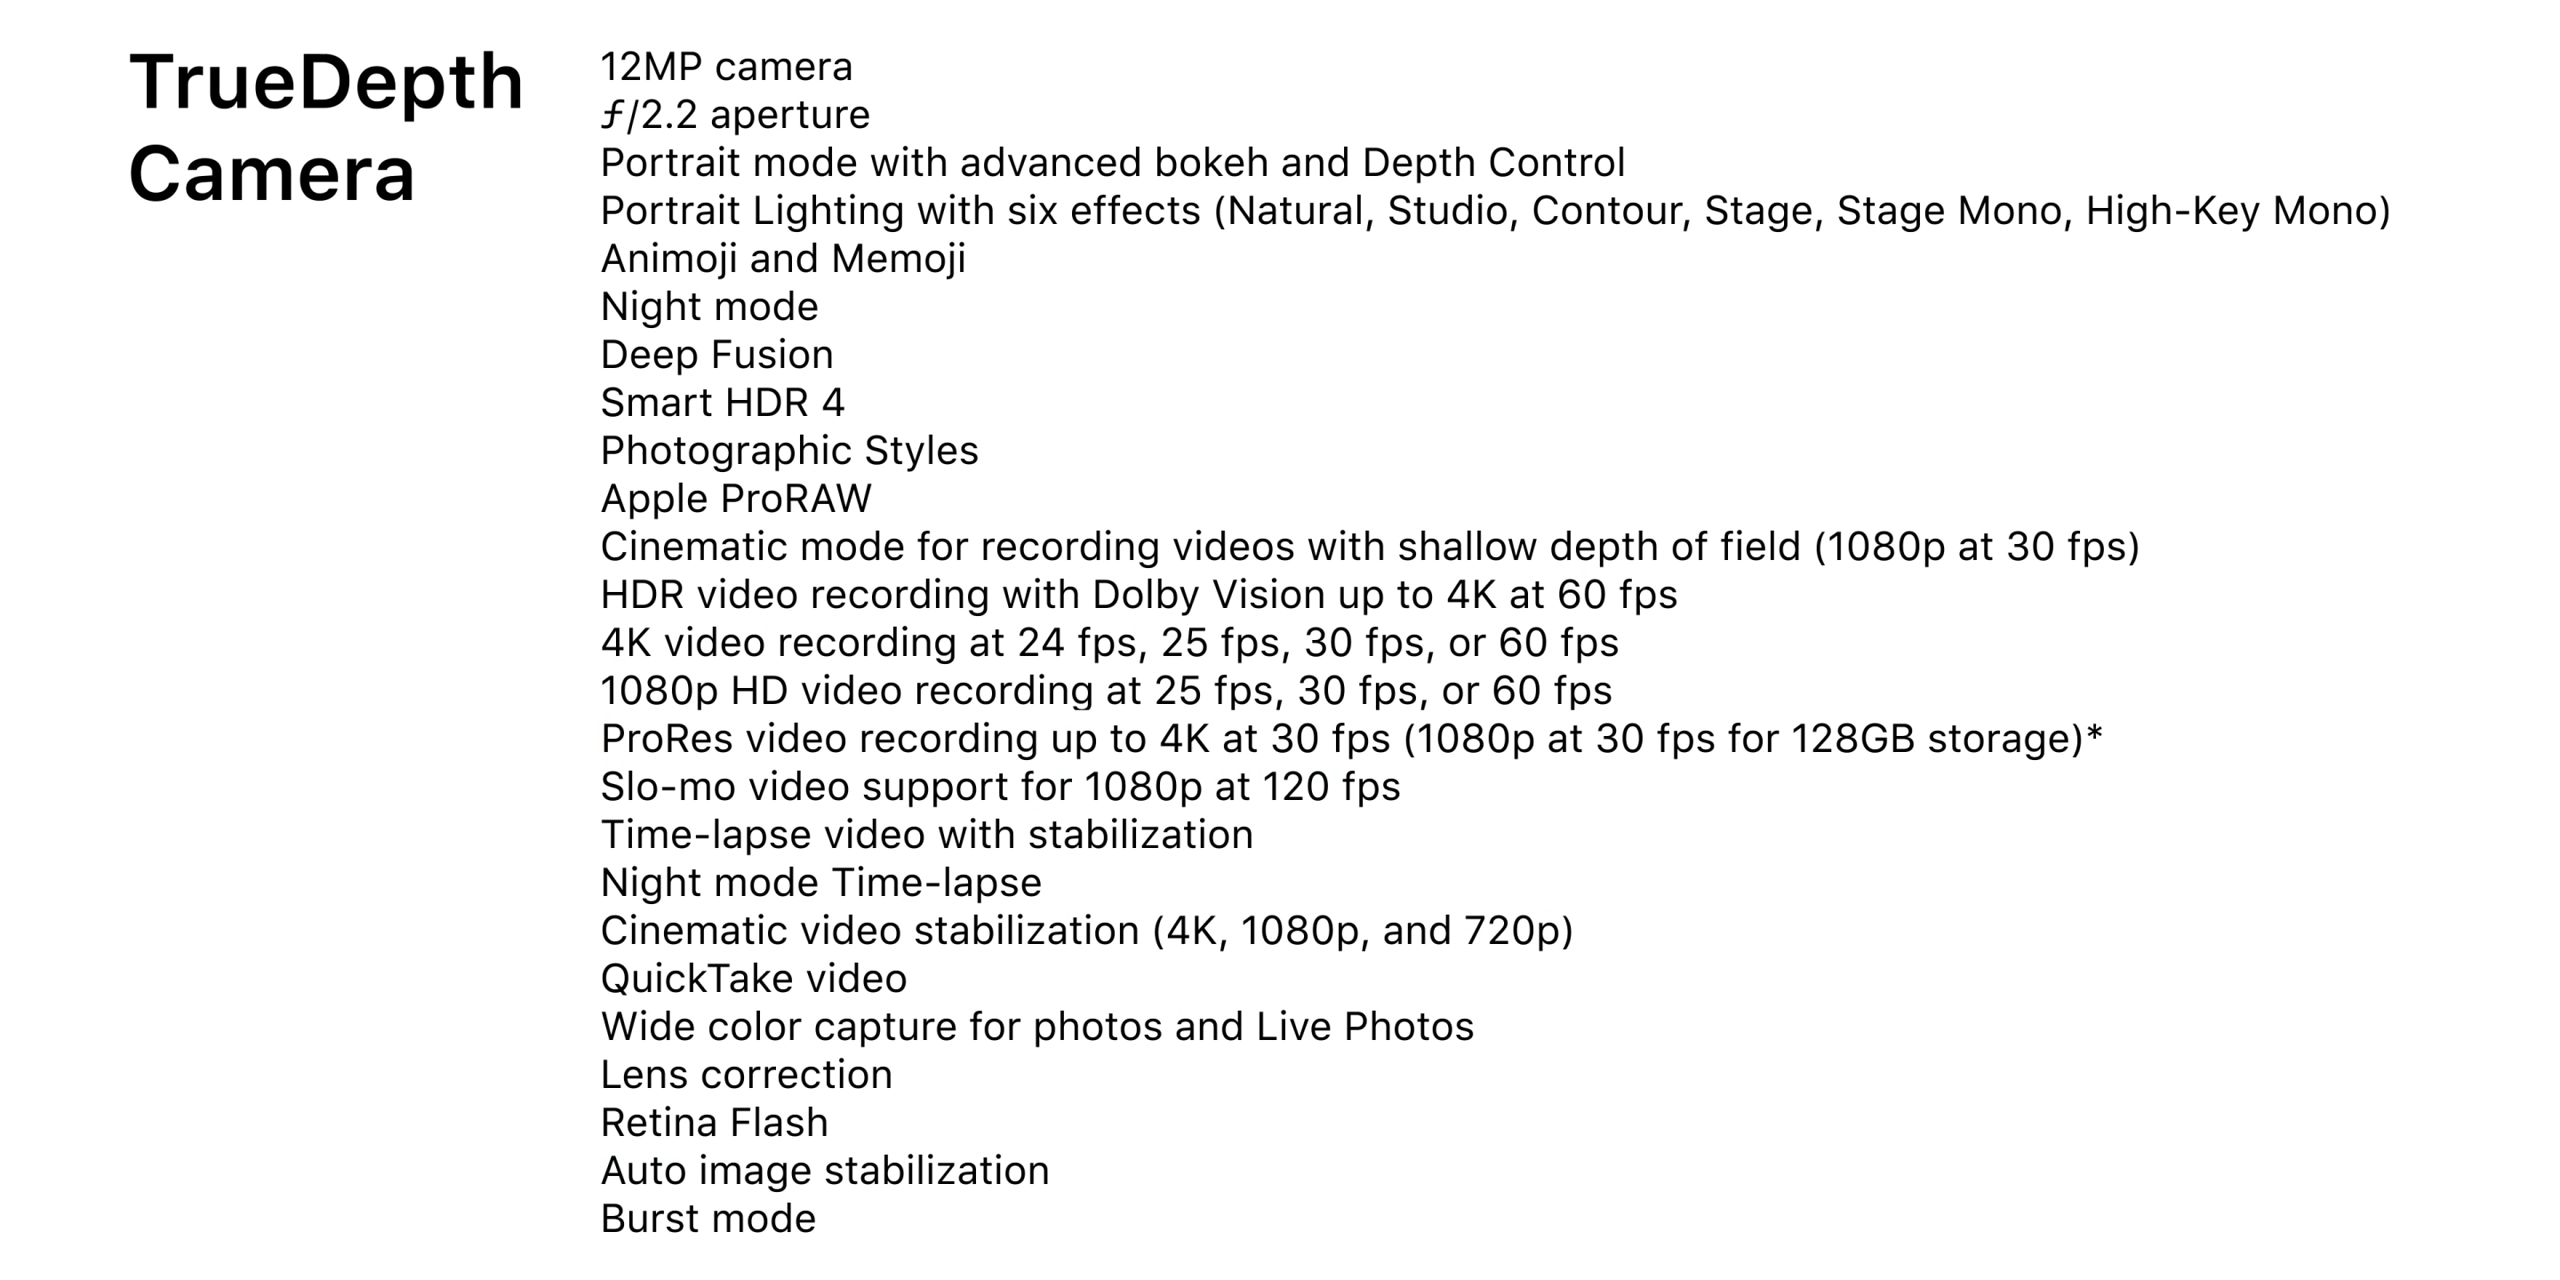 TrueDepth
Camera
12MP camera
ƒ/2.2 aperture
Portrait mode with advanced bokeh and Depth Control
Portrait Lighting with six effects (Natural, Studio, Contour, Stage, Stage Mono, High-Key Mono)
Animoji and Memoji
Night mode
Deep Fusion
Smart HDR 4
Photographic Styles
Apple ProRAW
Cinematic mode for recording videos with shallow depth of field (1080p at 30 fps)
HDR video recording with Dolby Vision up to 4K at 60 fps
4K video recording at 24 fps, 25 fps, 30 fps, or 60 fps
1080p HD video recording at 25 fps, 30 fps, or 60 fps
ProRes video recording up to 4K at 30 fps (1080p at 30 fps for 128GB storage)*
Slo-mo video support for 1080p at 120 fps
Time-lapse video with stabilization
Night mode Time-lapse
Cinematic video stabilization (4K, 1080p, and 720p)
QuickTake video
Wide color capture for photos and Live Photos
Lens correction
Retina Flash
Auto image stabilization
Burst mode